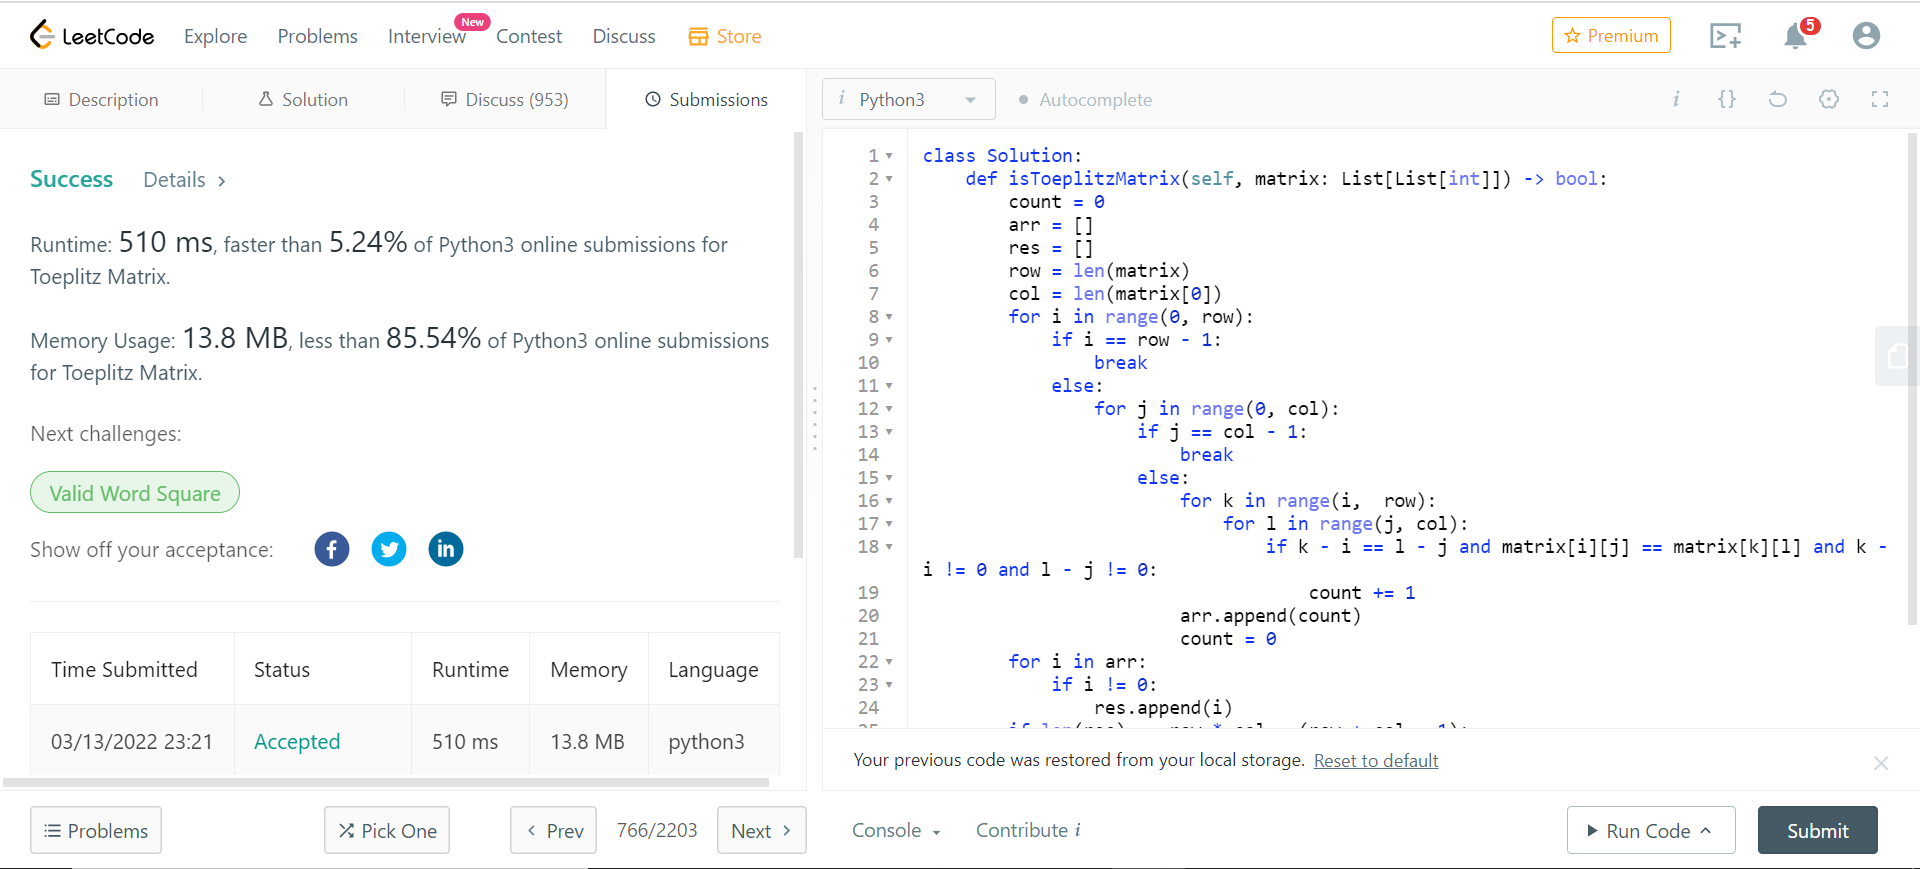 LeetCode Explore Problems Interview New Contest Discuss Store Premium 5
Description Solution Discuss (953) Submissions
i Python3 Autocomplete i {}
Success Details >
Runtime: 510 ms, faster than 5.24% of Python3 online submissions for
Toeplitz Matrix.
Memory Usage: 13.8 MB, less than 85.54% of Python3 online submissions
for Toeplitz Matrix.
Next challenges:
Valid Word Square
Show off your acceptance: f in
Time Submitted Status Runtime Memory Language
03/13/2022 23:21 Accepted 510 ms 13.8 MB python3
1 class Solution:
2 def isToeplitzMatrix(self, matrix: List[List[int]]) -> bool:
3 count = 0
4 arr = []
5 res = []
6 row = len(matrix)
7 col = len(matrix[0])
8 for i in range(0, row):
9 if i == row - 1:
10 break
11 else:
12 for j in range(0, col):
13 if j == col - 1:
14 break
15 else:
16 for k in range(i,  row):
17 for l in range(j, col):
18 if k - i == l - j and matrix[i][j] == matrix[k][l] and k -
i != 0 and l - j != 0:
19 count += 1
20 arr.append(count)
21 count = 0
22 for i in arr:
23 if i != 0:
24 res.append(i)
Your previous code was restored from your local storage. Reset to default
Problems Pick One < Prev 766/2203 Next > Console Contribute i Run Code Submit